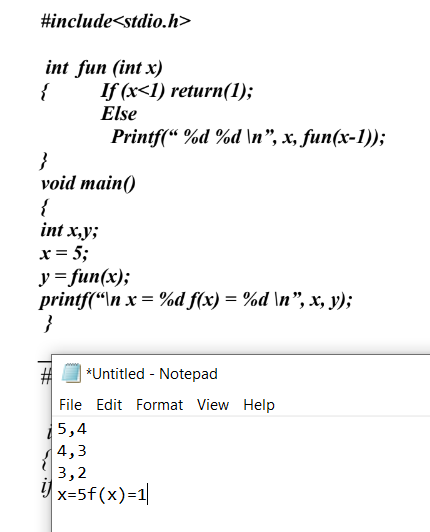 #include<stdio.h>
int fun (int x)
{ If (x<1) return(1);
Else
Printf(“ %d %d \n”, x, fun(x-1));
}
void main()
{
int x,y;
x = 5;
y = fun(x);
printf(“\n x = %d f(x) = %d \n”, x, y);
}
#
*Untitled - Notepad
File Edit Format View Help
5,4
4,3
{
3,2
if
x=5f(x)=1